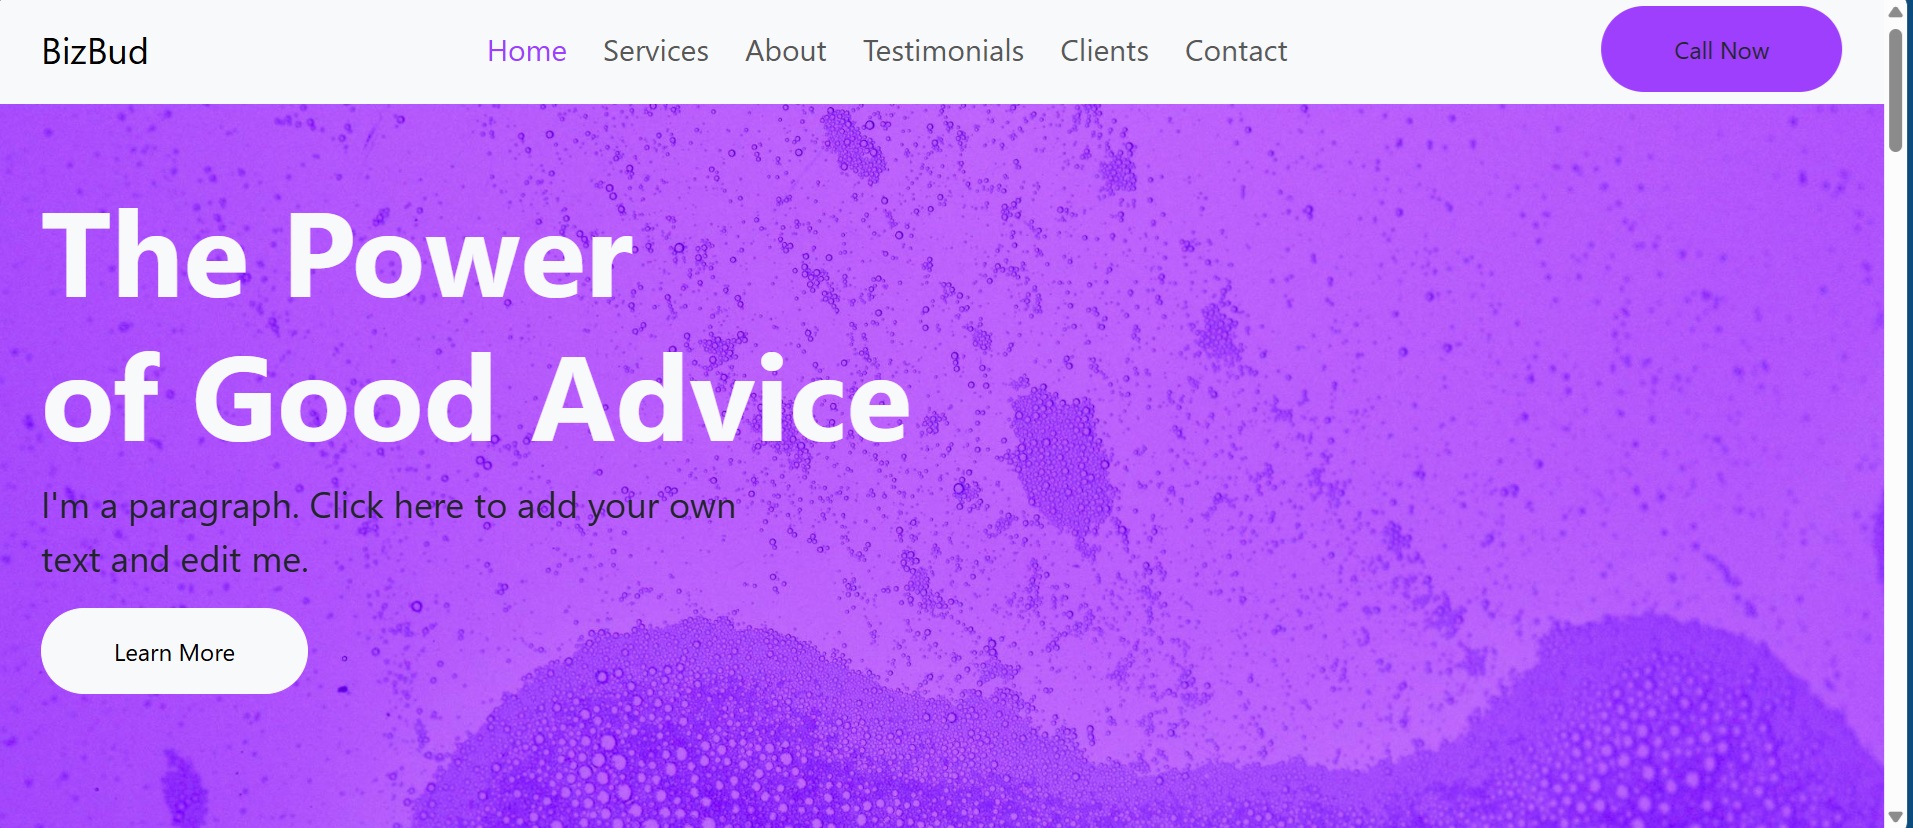 BizBud
Home Services About Testimonials Clients Contact
Call Now
The Power
of Good Advice
I'm a paragraph. Click here to add your own
text and edit me.
Learn More